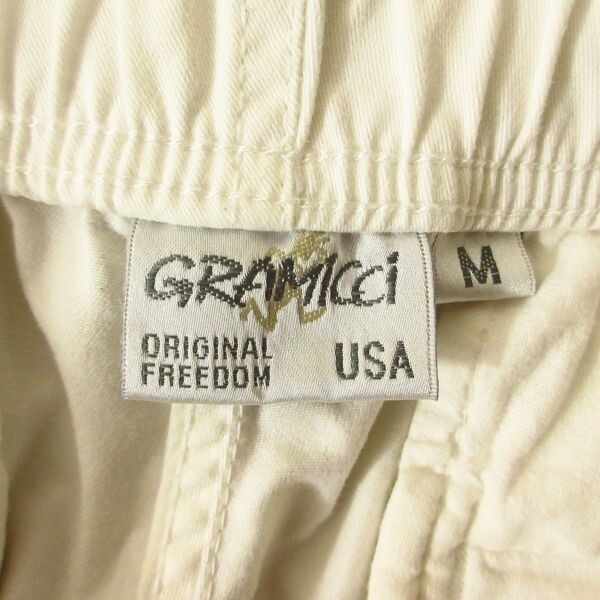 GRAMICCi
ORIGINAL
FREEDOM
USA
M